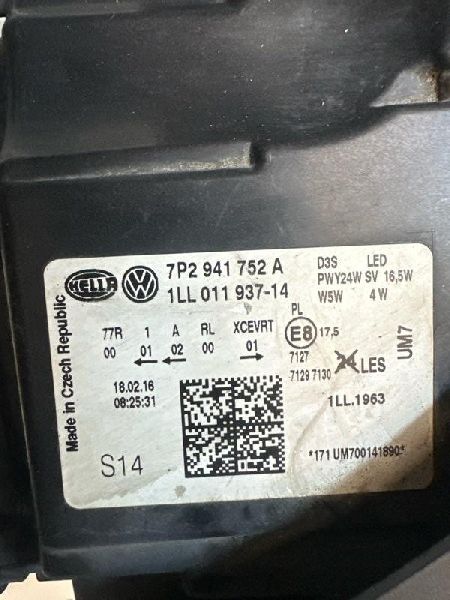 HELLA
7P2 941 752 A
1LL 011 937-14
D3S LED
PWY24W SV 16,5W
W5W 4W
77R 1 A RL XCEVRT
00 01 02 00 01
PL
E8 17,5
7127
7129 7130 LES
UM7
18.02.16
08:25:31
1LL.1963
S14
*171 UM700141890*
Made in Czech Republic